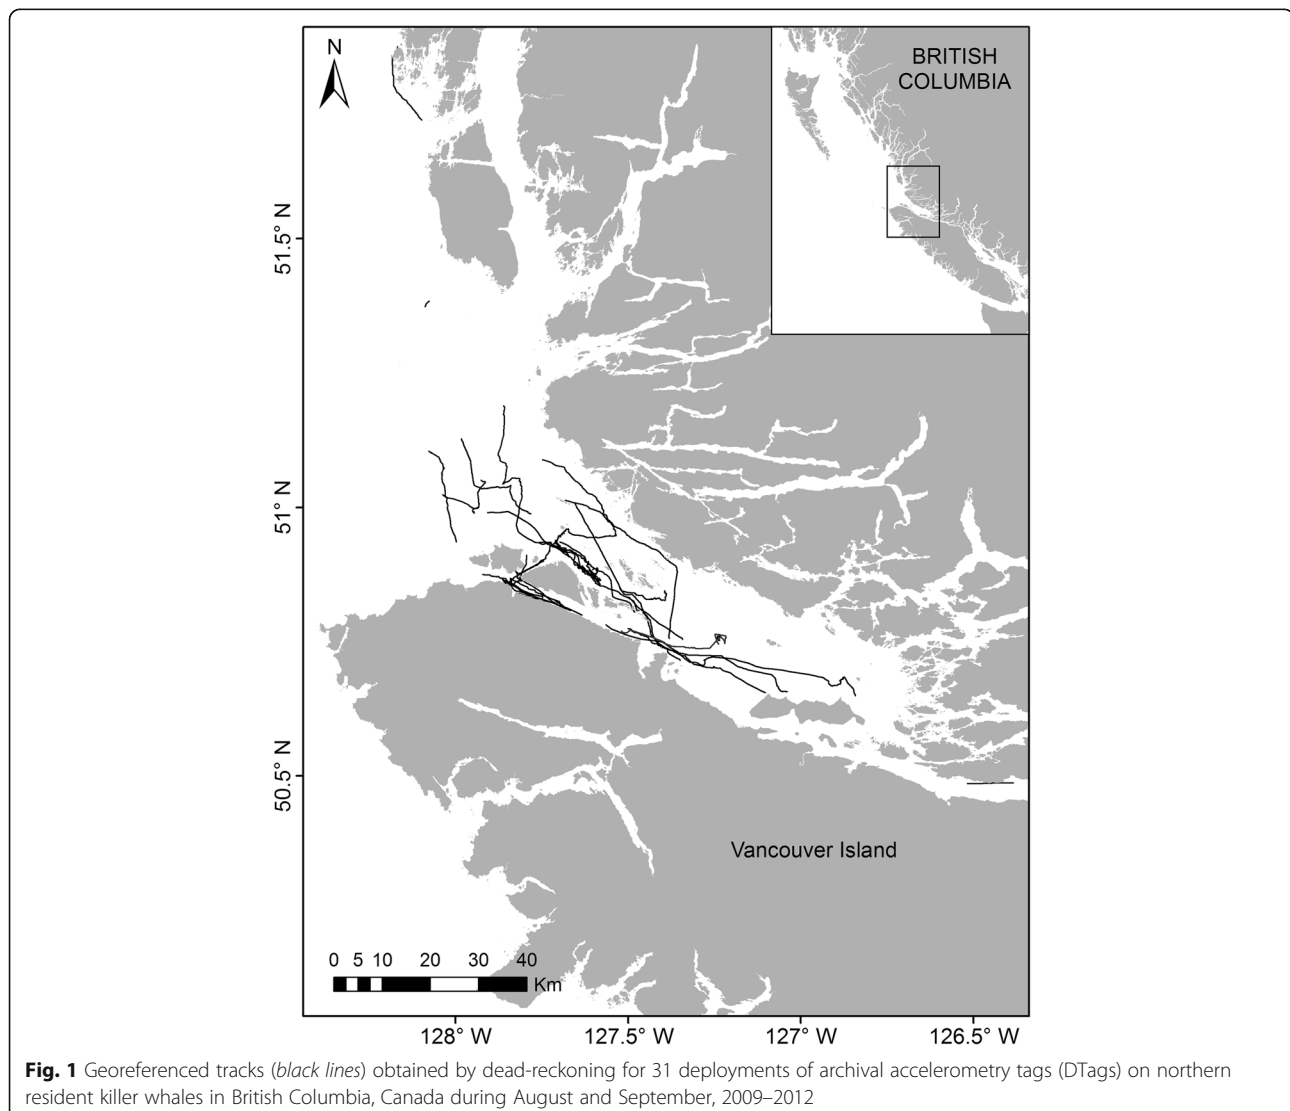 N
BRITISH
COLUMBIA
51.5° N
51° N
50.5° N
Vancouver Island
0 5 10 20 30 40
Km
128° W 127.5° W 127° W 126.5° W
Fig. 1 Georeferenced tracks (black lines) obtained by dead-reckoning for 31 deployments of archival accelerometry tags (DTags) on northern
resident killer whales in British Columbia, Canada during August and September, 2009–2012